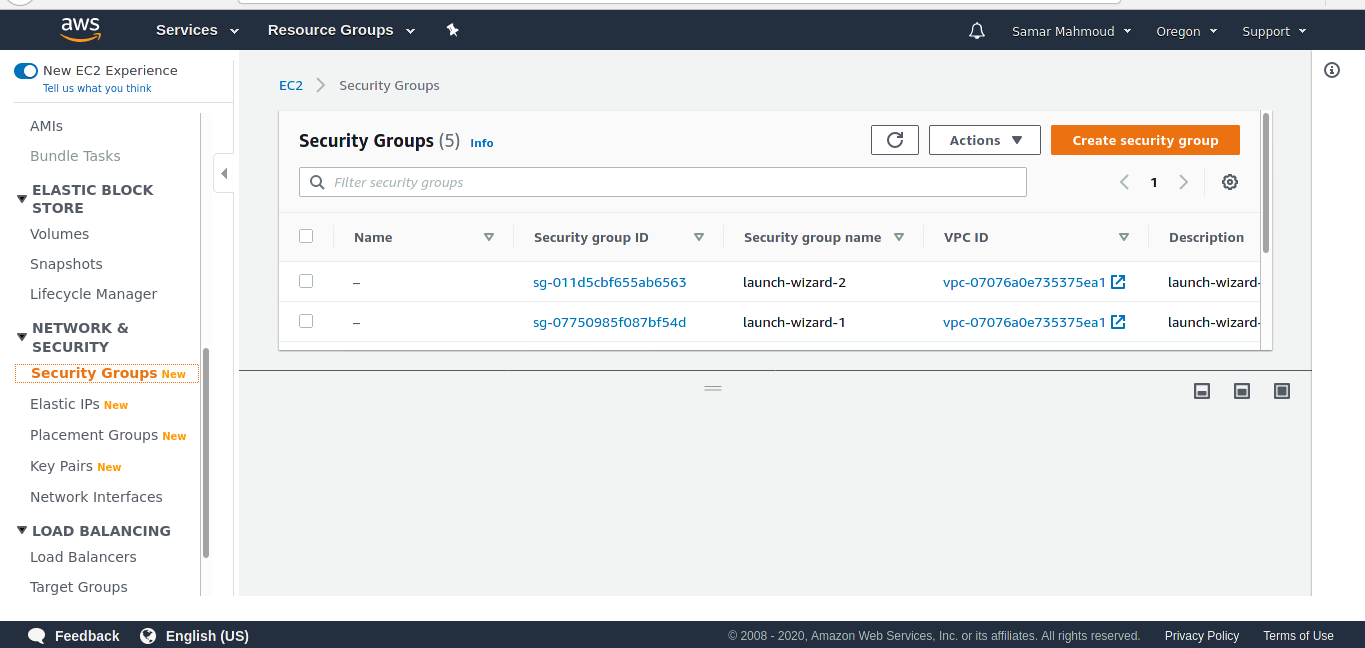 aws
Services
Resource Groups
Samar Mahmoud
Oregon
Support
New EC2 Experience
Tell us what you think
AMIs
Bundle Tasks
ELASTIC BLOCK
STORE
Volumes
Snapshots
Lifecycle Manager
NETWORK &
SECURITY
Security Groups New
Elastic IPs New
Placement Groups New
Key Pairs New
Network Interfaces
LOAD BALANCING
Load Balancers
Target Groups
EC2 Security Groups
Security Groups (5) Info
Actions
Create security group
Filter security groups
1
Name Security group ID Security group name VPC ID Description
– sg-011d5cbf655ab6563 launch-wizard-2 vpc-07076a0e735375ea1 launch-wizard-
– sg-07750985f087bf54d launch-wizard-1 vpc-07076a0e735375ea1 launch-wizard-
Feedback
English (US)
© 2008 - 2020, Amazon Web Services, Inc. or its affiliates. All rights reserved.
Privacy Policy
Terms of Use